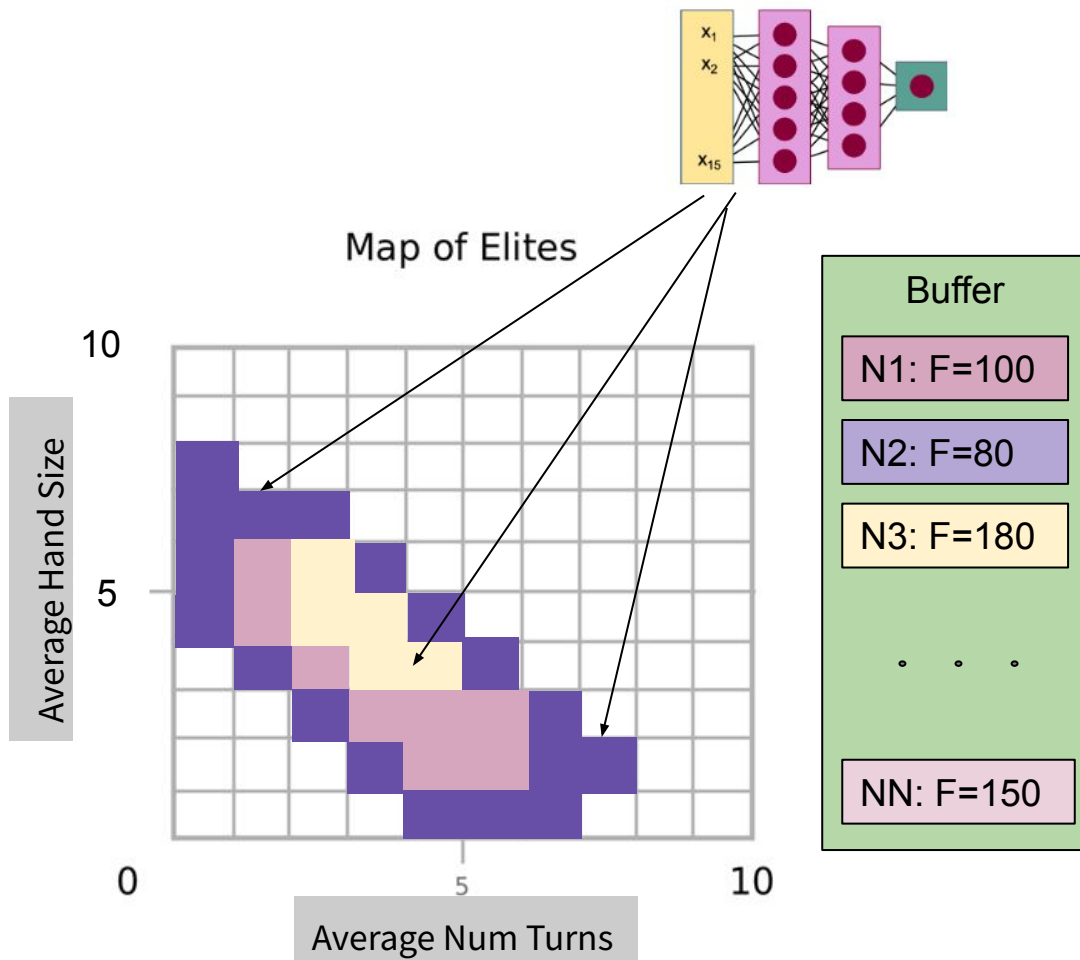 x1
x2
x15
Map of Elites
Buffer
N1: F=100
N2: F=80
N3: F=180
NN: F=150
10
5
0
5
10
Average Hand Size
Average Num Turns